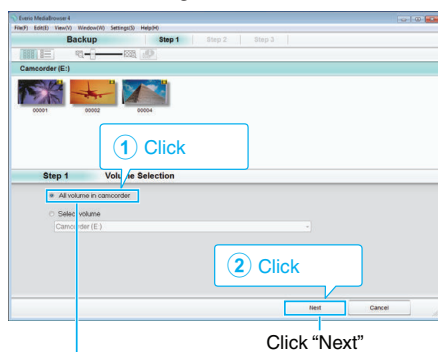 Everio MediaBrowser 4
File(F) Edit(E) View(V) Window(W) Settings(S) Help(H)
Backup Step 1 Step 2 Step 3
Camcorder (E:)
00001 00002 00004
① Click
Step 1 Volume Selection
All volume in camcorder
Select volume
Camcorder (E:)
② Click
Next Cancel
Click “Next”